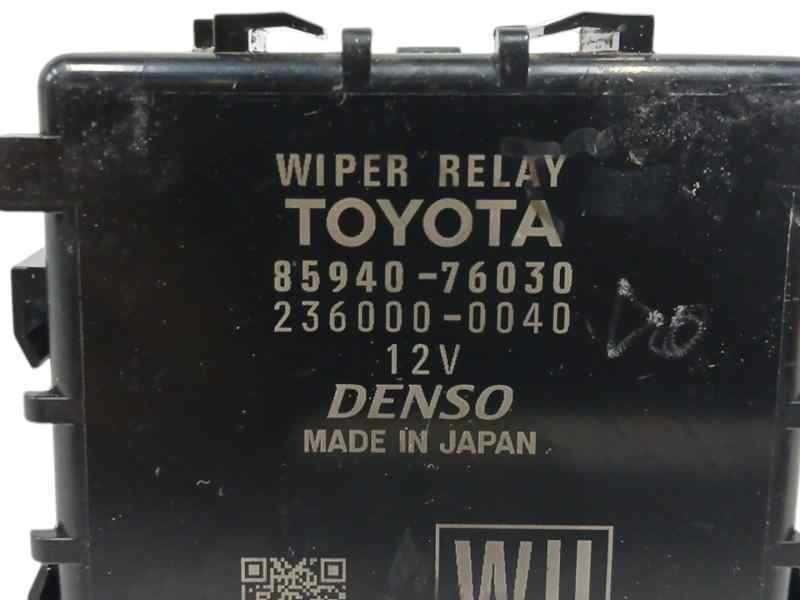 WIPER RELAY
TOYOTA
85940-76030
236000-0040
12V
DENSO
MADE IN JAPAN